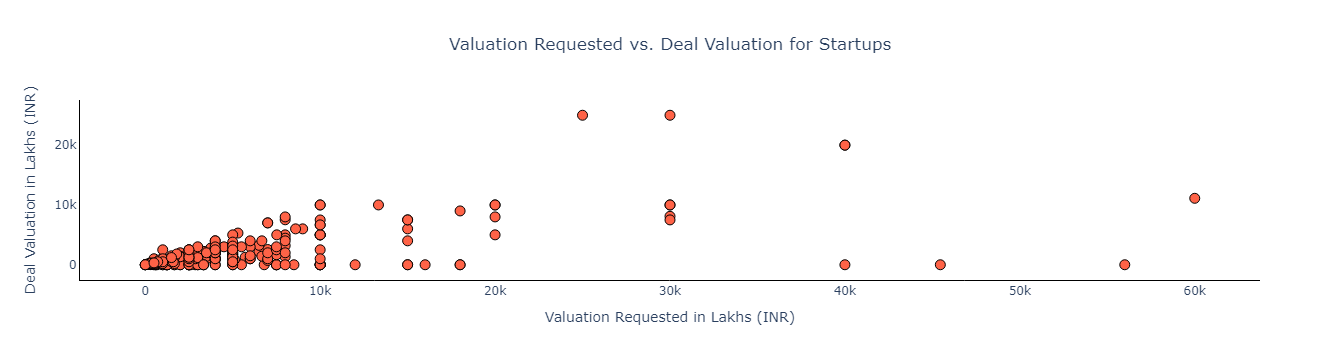 Valuation Requested vs. Deal Valuation for Startups
Deal Valuation in Lakhs (INR)
20k
10k
0
0 10k 20k 30k 40k 50k 60k
Valuation Requested in Lakhs (INR)